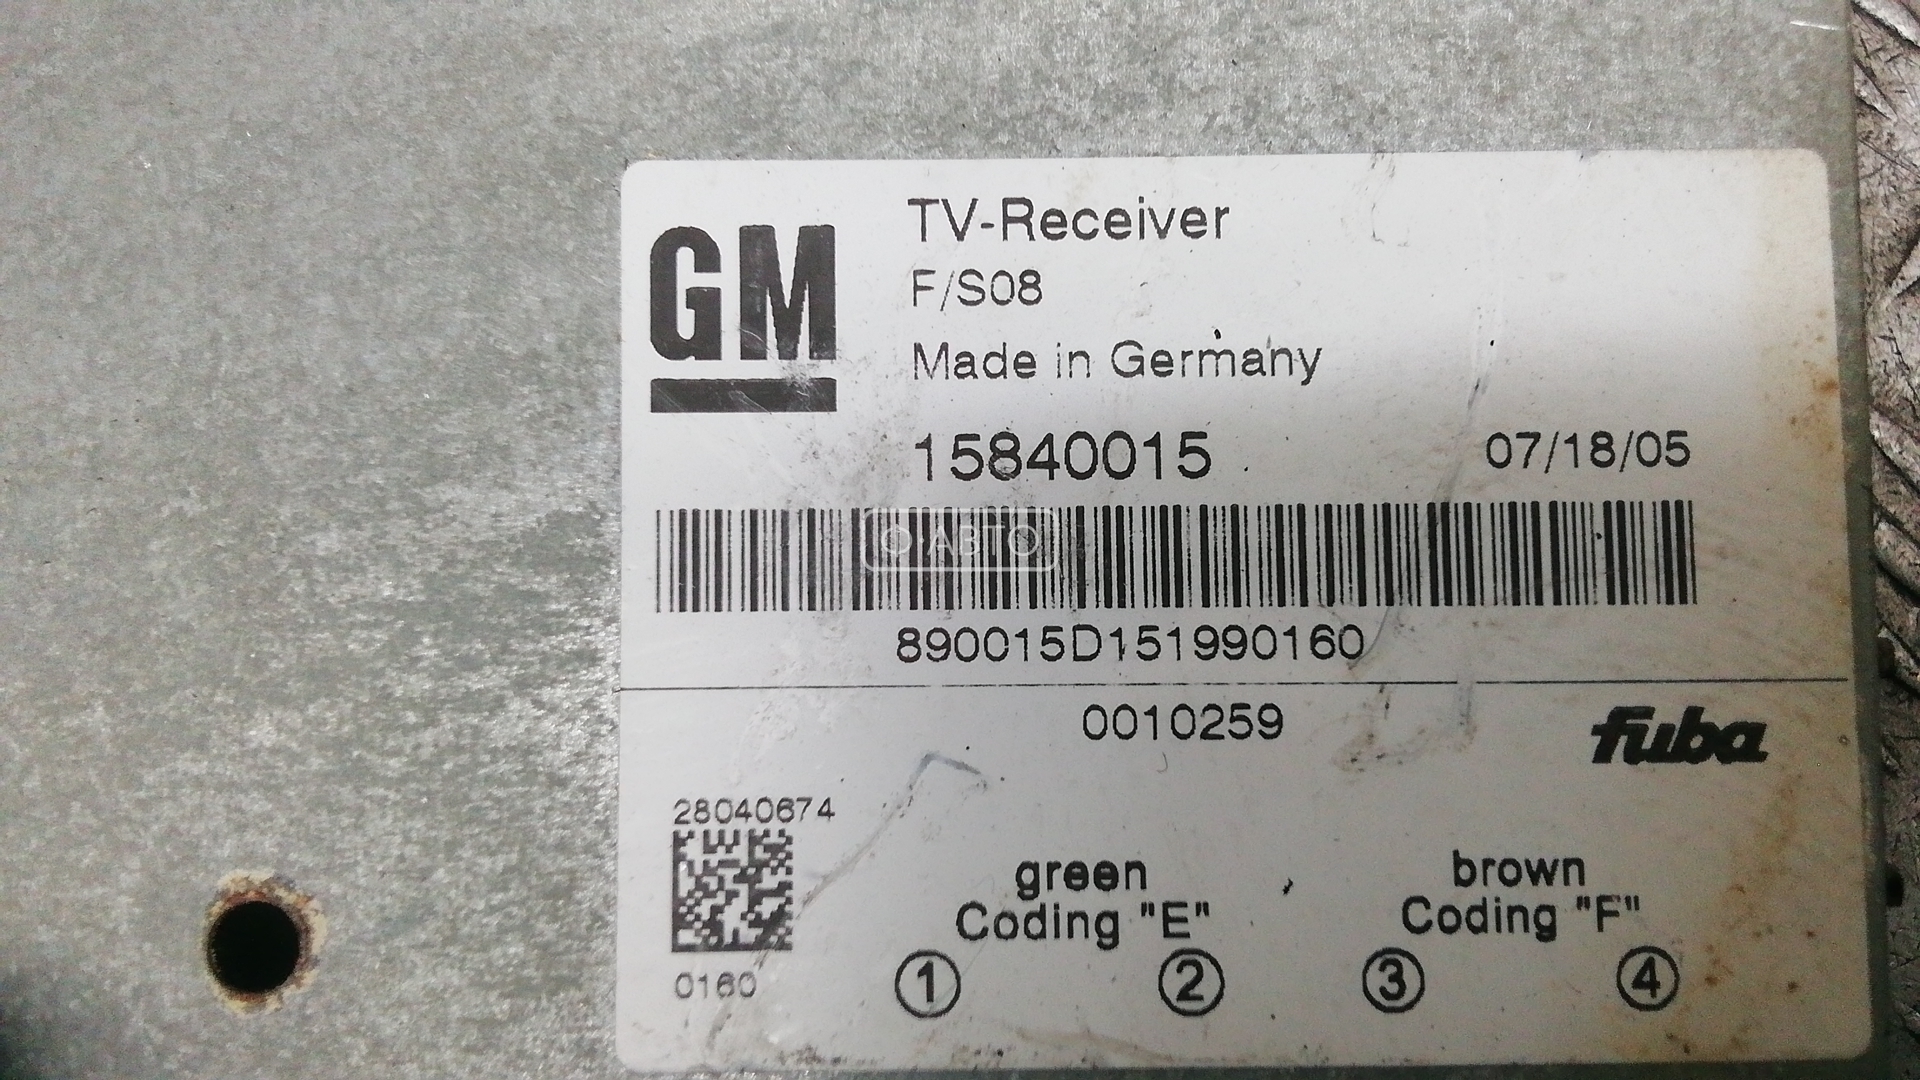 GM
TV-Receiver
F/S08
Made in Germany
15840015
07/18/05
ОАВТО
890015D151990160
0010259
fuba
28040674
0160
green
Coding "E"
1 2
brown
Coding "F"
3 4